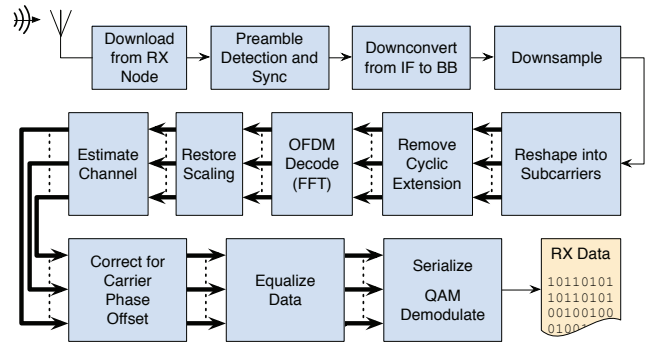 Download
from RX
Node
Preamble
Detection and
Sync
Downconvert
from IF to BB
Downsample
Estimate
Channel
Restore
Scaling
OFDM
Decode
(FFT)
Remove
Cyclic
Extension
Reshape into
Subcarriers
Correct for
Carrier
Phase
Offset
Equalize
Data
Serialize
QAM
Demodulate
RX Data
10110101
10110101
00100100
01001